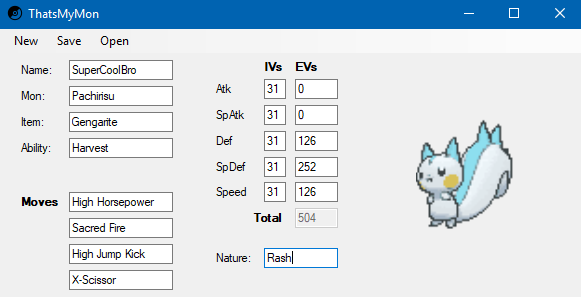 ThatsMyMon
New Save Open
Name: SuperCoolBro
Mon: Pachirisu
Item: Gengarite
Ability: Harvest
Moves High Horsepower
Sacred Fire
High Jump Kick
X-Scissor
IVs EVs
Atk 31 0
SpAtk 31 0
Def 31 126
SpDef 31 252
Speed 31 126
Total 504
Nature: Rash